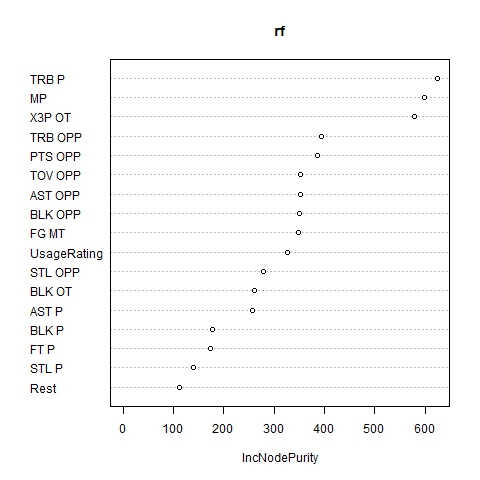 rf
TRB P
MP
X3P OT
TRB OPP
PTS OPP
TOV OPP
AST OPP
BLK OPP
FG MT
UsageRating
STL OPP
BLK OT
AST P
BLK P
FT P
STL P
Rest
0 100 200 300 400 500 600
IncNodePurity